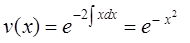 v(x) = e^{-2∫xdx} = e^{-x^2}